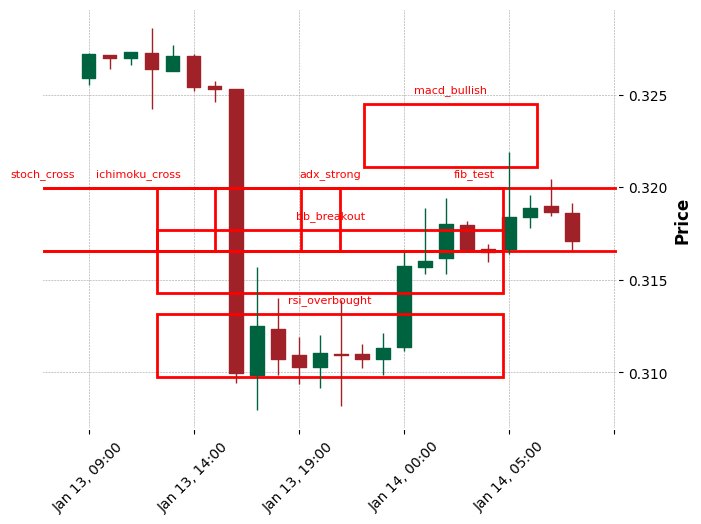 macd_bullish
0.325
stoch_cross ichimoku_cross adx_strong fib_test
0.320
bb_breakout
0.315
rsi_overbought
0.310
Price
Jan 13, 09:00 Jan 13, 14:00 Jan 13, 19:00 Jan 14, 00:00 Jan 14, 05:00